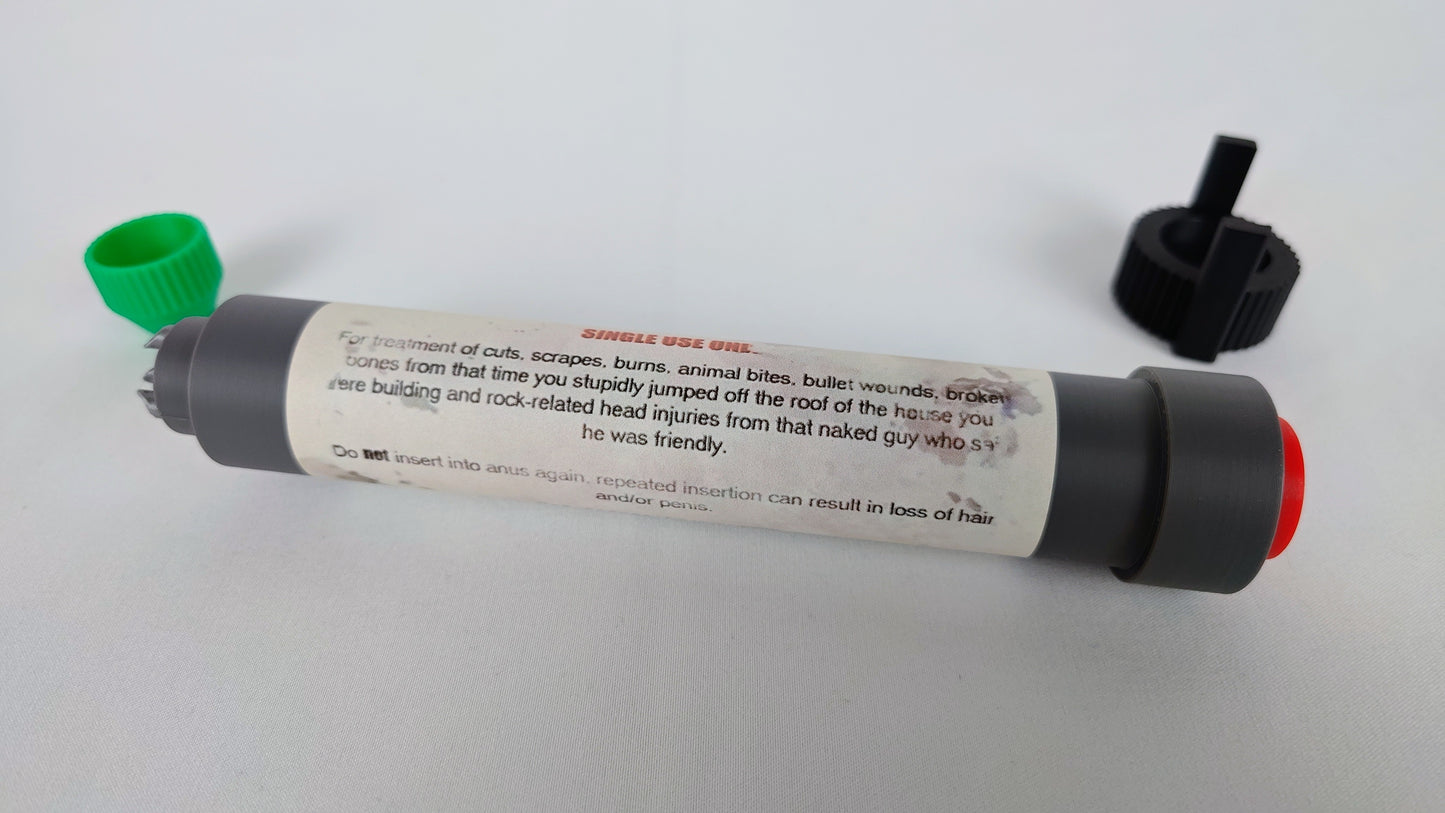 SINGLE USE ONL
For treatment of cuts, scrapes, burns, animal bites, bullet wounds, broken
bones from that time you stupidly jumped off the roof of the house you
were building and rock-related head injuries from that naked guy who sai
he was friendly.
Do not insert into anus again, repeated insertion can result in loss of hair
and/or penis.